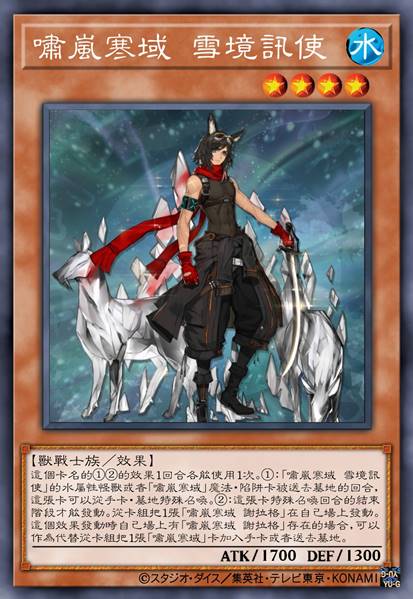 嘯嵐寒域 雪境訊使
水
【獸戰士族／效果】
這個卡名的①②的效果1回合各能使用1次。①：「嘯嵐寒域 雪境訊
使」的水屬性怪獸或者「嘯嵐寒域」魔法·陷阱卡被送去墓地的回合，
這張卡可以從手卡·墓地特殊召喚。②：這張卡特殊召喚回合的結束
階段才能發動。從卡組把1張「嘯嵐寒域 謝拉格」在自己場上發動。
這個效果發動時自己場上有「嘯嵐寒域 謝拉格」存在的場合，可以
作為代替從卡組把1張「嘯嵐寒域」卡加入手卡或者送去墓地。
ATK/1700 DEF/1300
©スタジオ・ダイス／集英社・テレビ東京・KONAMI